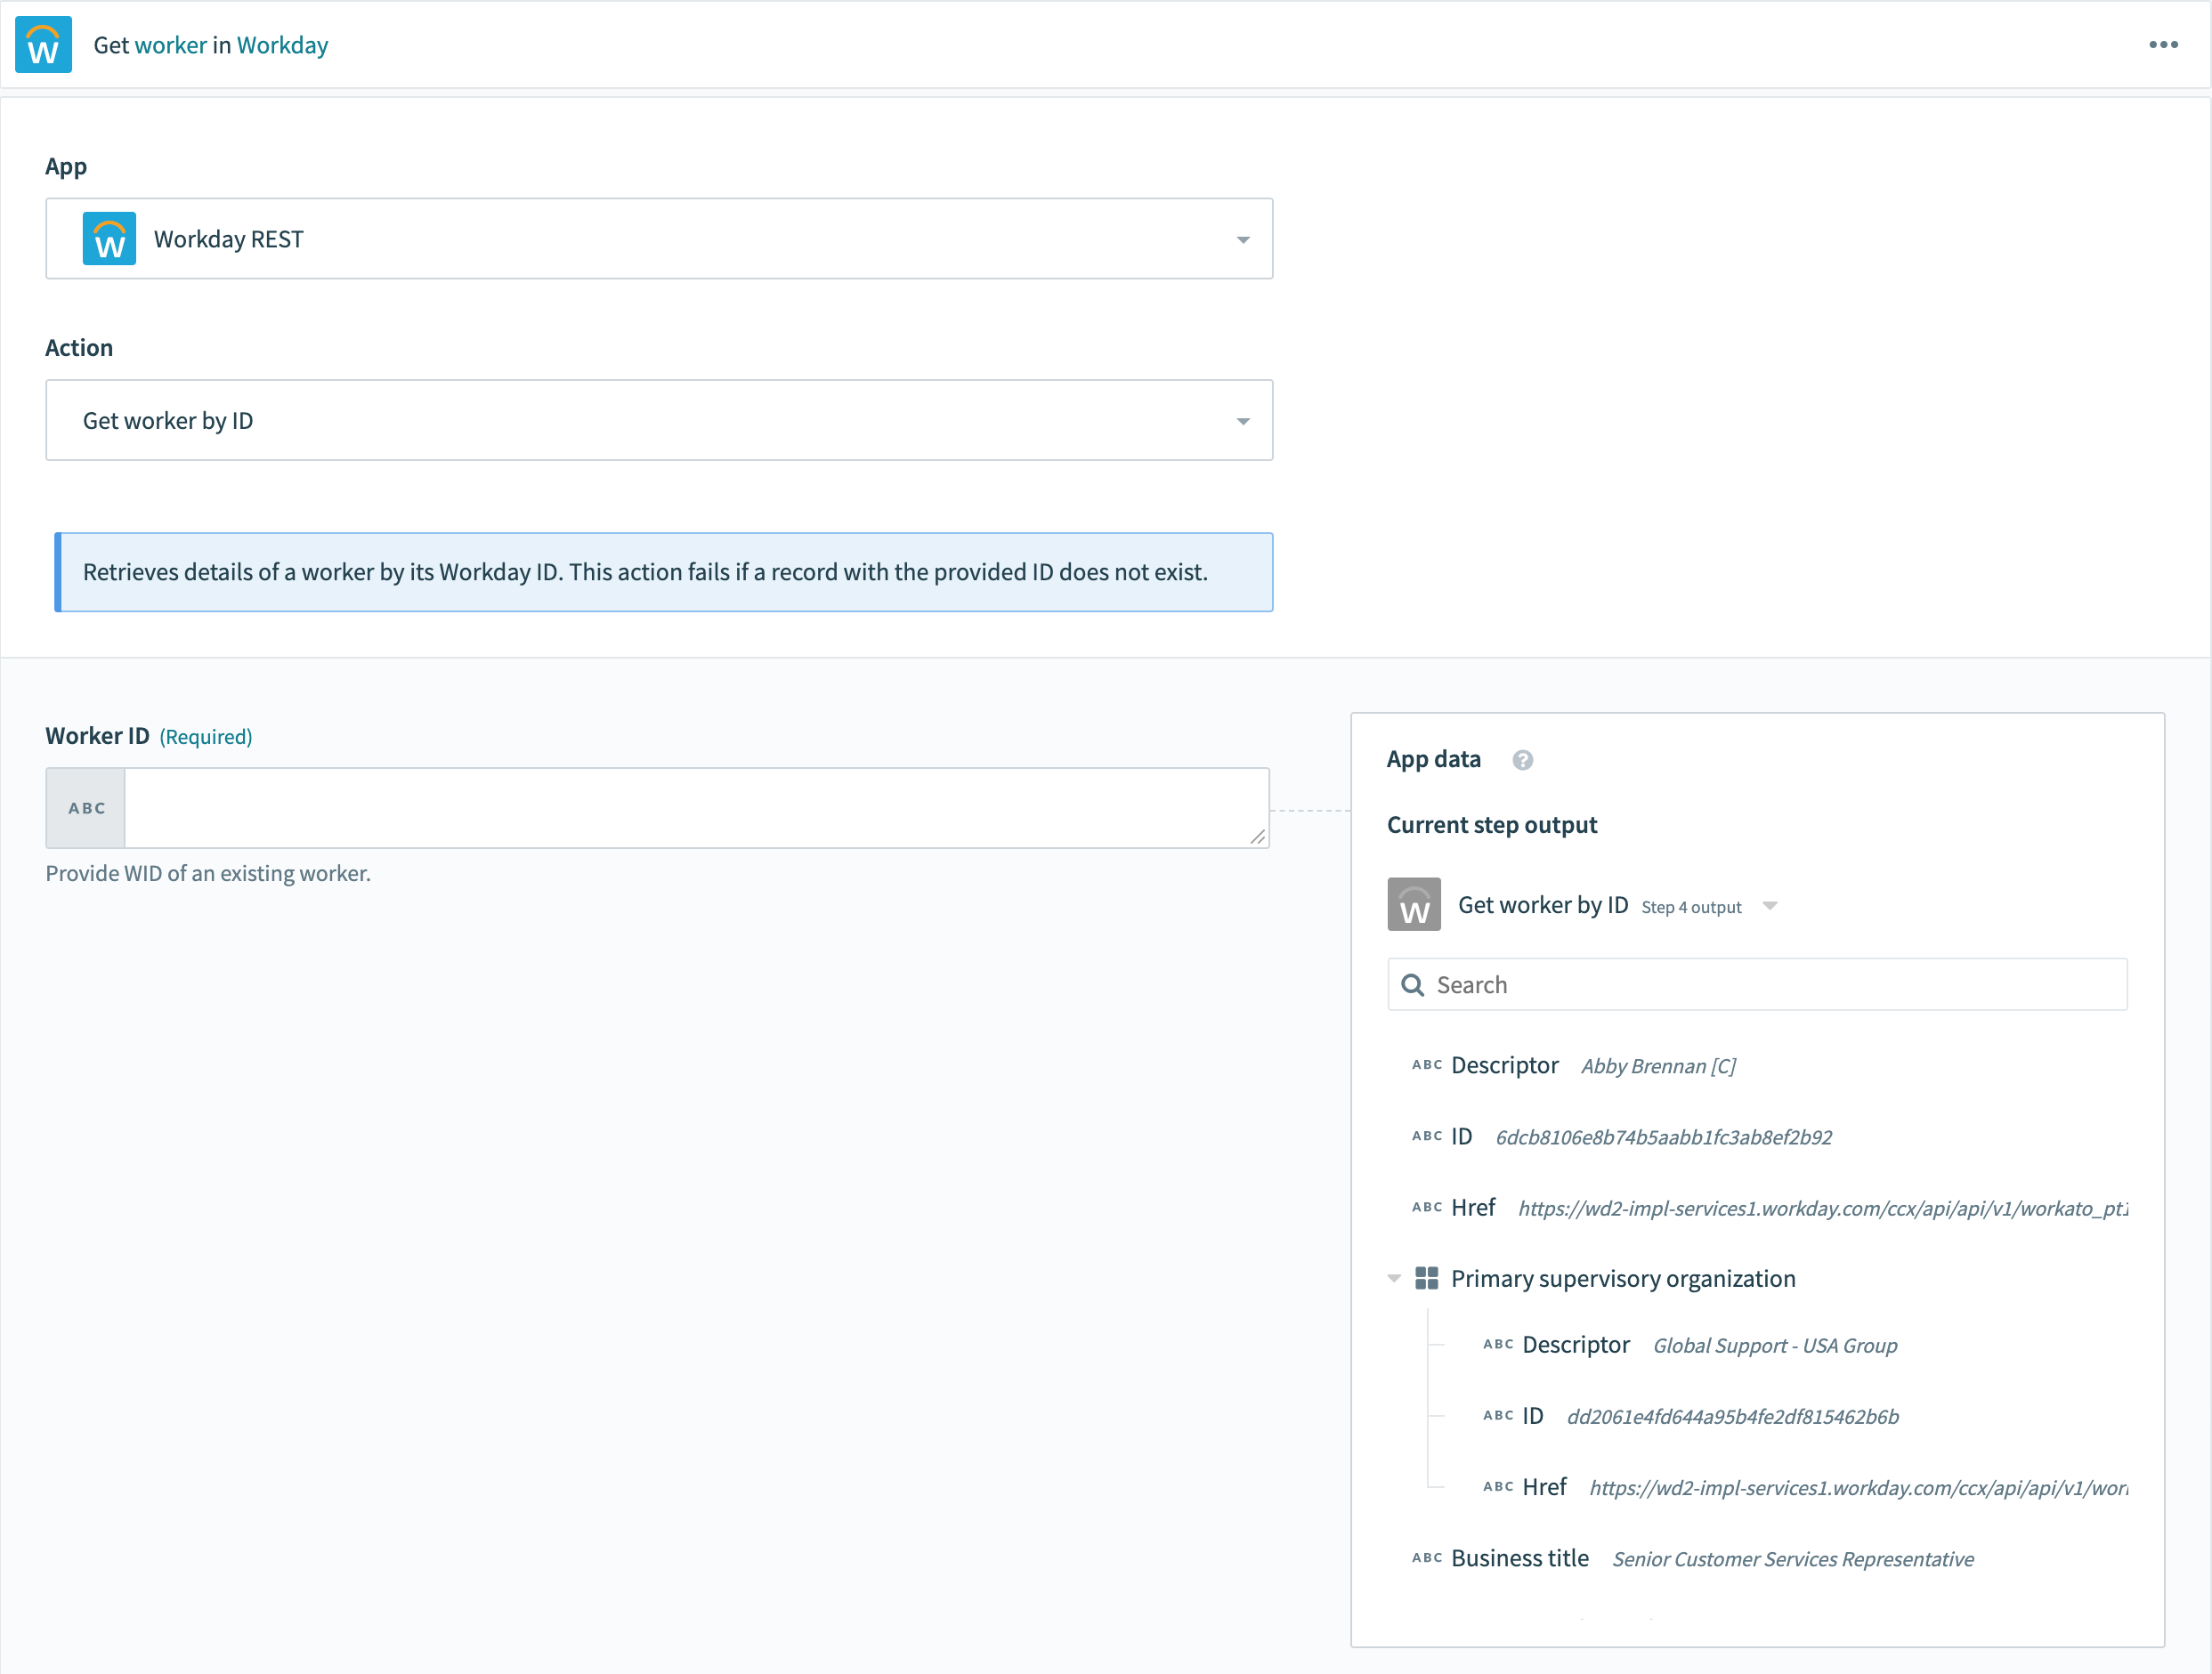 W
Get worker in Workday
App
W
Workday REST
Action
Get worker by ID
Retrieves details of a worker by its Workday ID. This action fails if a record with the provided ID does not exist.
Worker ID (Required)
ABC
Provide WID of an existing worker.
App data ?
Current step output
W
Get worker by ID Step 4 output
Search
ABC Descriptor Abby Brennan [C]
ABC ID 6dcb8106e8b74b5aabb1fc3ab8ef2b92
ABC Href https://wd2-impl-services1.workday.com/ccx/api/api/v1/workato_pt1
Primary supervisory organization
ABC Descriptor Global Support - USA Group
ABC ID dd2061e4fd644a95b4fe2df815462b6b
ABC Href https://wd2-impl-services1.workday.com/ccx/api/api/v1/wor
ABC Business title Senior Customer Services Representative